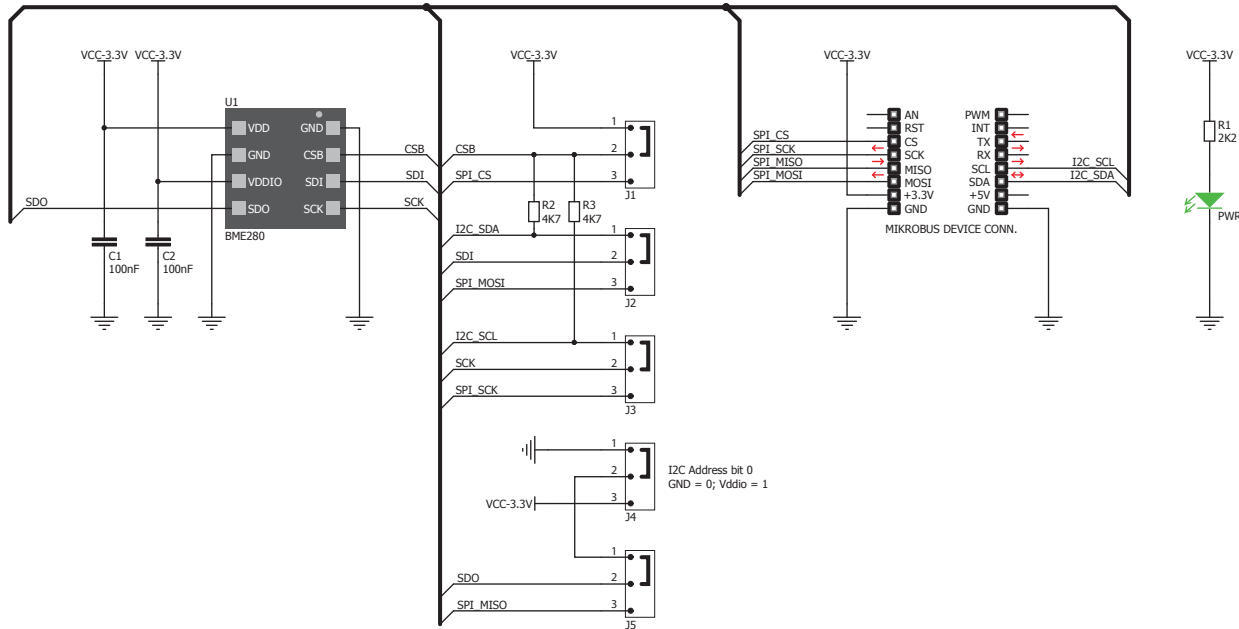 VCC-3.3V VCC-3.3V
U1
VDD GND
GND CSB
VDDIO SDI
SDO SCK
BME280
CSB
SDI
SCK
SDO
C1
100nF
C2
100nF
VCC-3.3V
CSB
SPI_CS
1
2
3
J1
R2
4K7
R3
4K7
I2C_SDA
SDI
SPI_MOSI
1
2
3
J2
I2C_SCL
SCK
SPI_SCK
1
2
3
J3
1
2
3
VCC-3.3V
J4
I2C Address bit 0
GND = 0; Vddio = 1
SDO
SPI_MISO
1
2
3
J5
VCC-3.3V
SPI_CS
SPI_SCK
SPI_MISO
SPI_MOSI
AN PWM
RST INT
CS TX
SCK RX
MISO SCL
MOSI SDA
+3.3V +5V
GND GND
I2C_SCL
I2C_SDA
MIKROBUS DEVICE CONN.
VCC-3.3V
R1
2K2
PWR